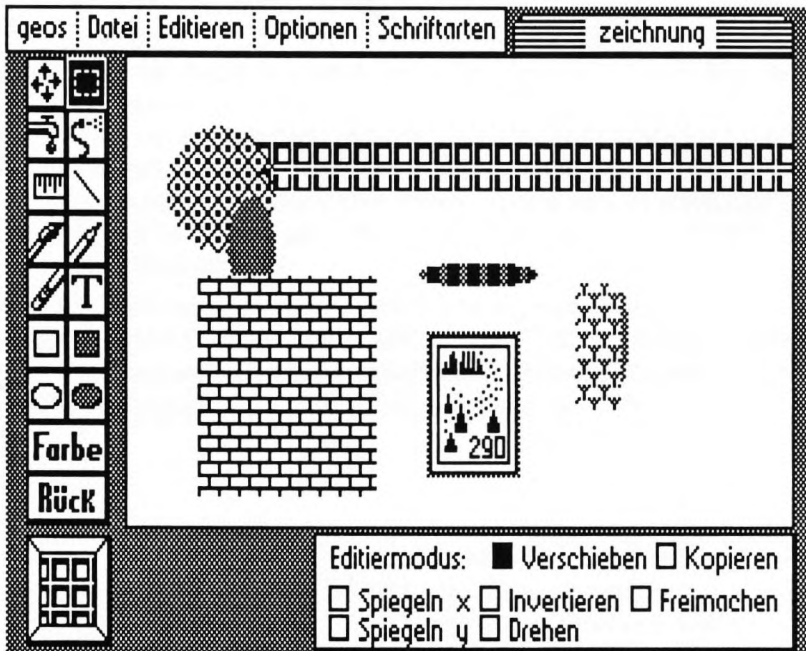 geos Datei Editieren Optionen Schriftarten zeichnung
T
290
Farbe
Rück
Editiermodus: Verschieben Kopieren
Spiegeln x Invertieren Freimachen
Spiegeln y Drehen